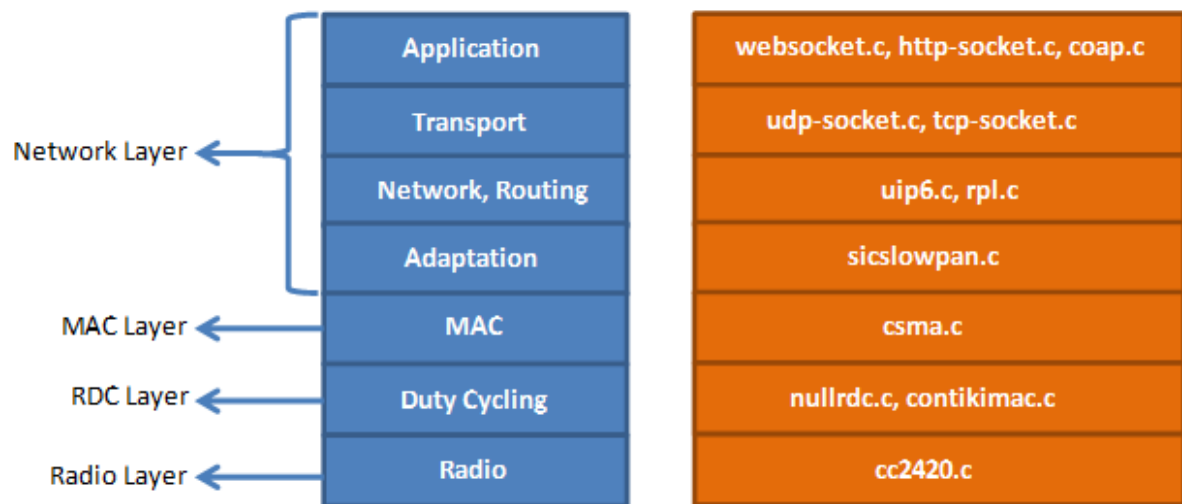 Application
websocket.c, http-socket.c, coap.c
Transport
udp-socket.c, tcp-socket.c
Network Layer
Network, Routing
uip6.c, rpl.c
Adaptation
sicslowpan.c
MAC Layer
MAC
csma.c
RDC Layer
Duty Cycling
nullrdc.c, contikimac.c
Radio Layer
Radio
cc2420.c